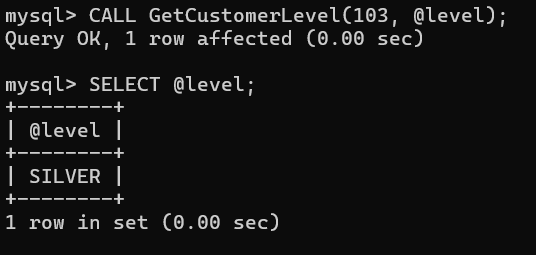 mysql> CALL GetCustomerLevel(103, @level);
Query OK, 1 row affected (0.00 sec)
mysql> SELECT @level;
+--------+
| @level |
+--------+
| SILVER |
+--------+
1 row in set (0.00 sec)